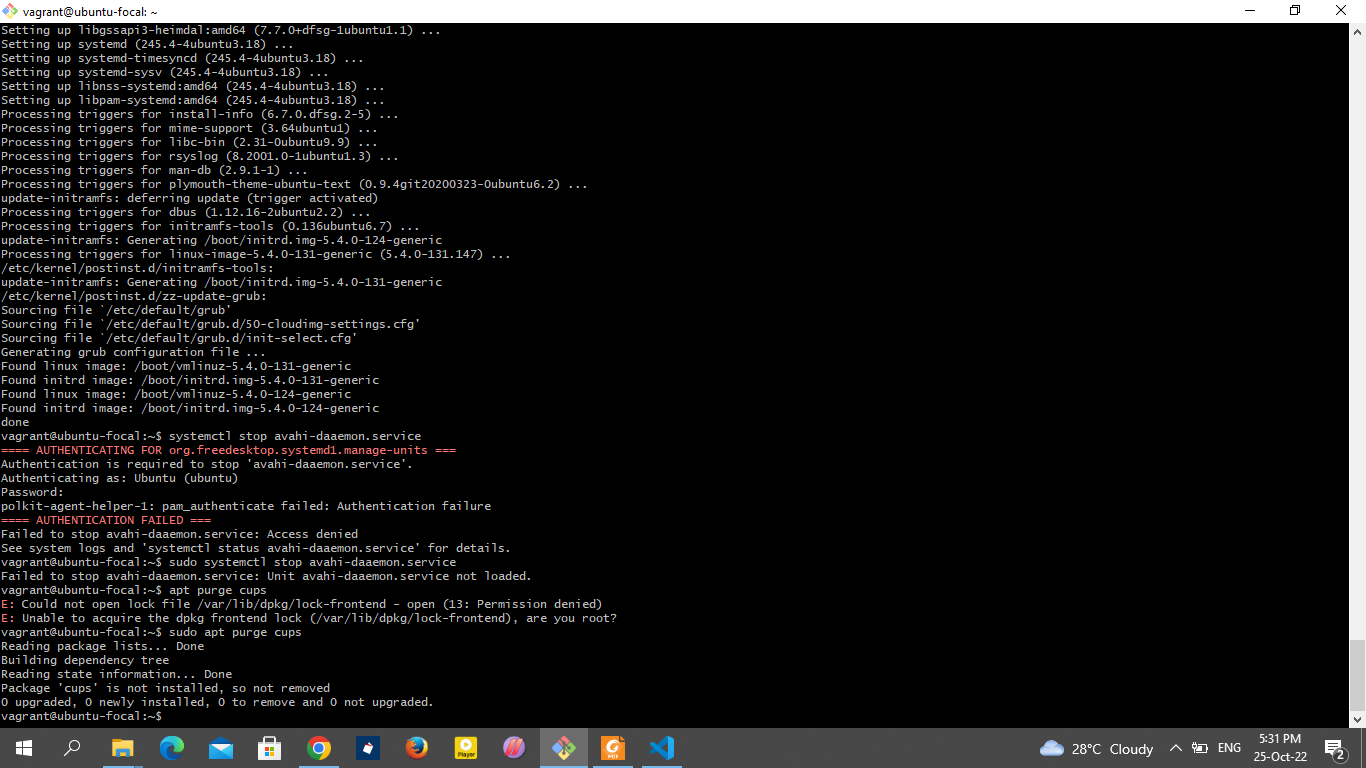 vagrant@ubuntu-focal: ~
Setting up libgssapi3-heimdal:amd64 (7.7.0+dfsg-1ubuntu1.1) ...
Setting up systemd (245.4-4ubuntu3.18) ...
Setting up systemd-timesyncd (245.4-4ubuntu3.18) ...
Setting up systemd-sysv (245.4-4ubuntu3.18) ...
Setting up libnss-systemd:amd64 (245.4-4ubuntu3.18) ...
Setting up libpam-systemd:amd64 (245.4-4ubuntu3.18) ...
Processing triggers for install-info (6.7.0.dfsg.2-5) ...
Processing triggers for mime-support (3.64ubuntu1) ...
Processing triggers for libc-bin (2.31-0ubuntu9.9) ...
Processing triggers for rsyslog (8.2001.0-1ubuntu1.3) ...
Processing triggers for man-db (2.9.1-1) ...
Processing triggers for plymouth-theme-ubuntu-text (0.9.4git20200323-0ubuntu6.2) ...
update-initramfs: deferring update (trigger activated)
Processing triggers for dbus (1.12.16-2ubuntu2.2) ...
Processing triggers for initramfs-tools (0.136ubuntu6.7) ...
update-initramfs: Generating /boot/initrd.img-5.4.0-124-generic
Processing triggers for linux-image-5.4.0-131-generic (5.4.0-131.147) ...
/etc/kernel/postinst.d/initramfs-tools:
update-initramfs: Generating /boot/initrd.img-5.4.0-131-generic
/etc/kernel/postinst.d/zz-update-grub:
Sourcing file `/etc/default/grub'
Sourcing file `/etc/default/grub.d/50-cloudimg-settings.cfg'
Sourcing file `/etc/default/grub.d/init-select.cfg'
Generating grub configuration file ...
Found linux image: /boot/vmlinuz-5.4.0-131-generic
Found initrd image: /boot/initrd.img-5.4.0-131-generic
Found linux image: /boot/vmlinuz-5.4.0-124-generic
Found initrd image: /boot/initrd.img-5.4.0-124-generic
done
vagrant@ubuntu-focal:~$ systemctl stop avahi-daaemon.service
==== AUTHENTICATING FOR org.freedesktop.systemd1.manage-units ===
Authentication is required to stop 'avahi-daaemon.service'.
Authenticating as: Ubuntu (ubuntu)
Password:
polkit-agent-helper-1: pam_authenticate failed: Authentication failure
==== AUTHENTICATION FAILED ===
Failed to stop avahi-daaemon.service: Access denied
See system logs and 'systemctl status avahi-daaemon.service' for details.
vagrant@ubuntu-focal:~$ sudo systemctl stop avahi-daaemon.service
Failed to stop avahi-daaemon.service: Unit avahi-daaemon.service not loaded.
vagrant@ubuntu-focal:~$ apt purge cups
E: Could not open lock file /var/lib/dpkg/lock-frontend - open (13: Permission denied)
E: Unable to acquire the dpkg frontend lock (/var/lib/dpkg/lock-frontend), are you root?
vagrant@ubuntu-focal:~$ sudo apt purge cups
Reading package lists... Done
Building dependency tree
Reading state information... Done
Package 'cups' is not installed, so not removed
0 upgraded, 0 newly installed, 0 to remove and 0 not upgraded.
vagrant@ubuntu-focal:~$
Player
PDF
28°C Cloudy
ENG
5:31 PM
25-Oct-22
2